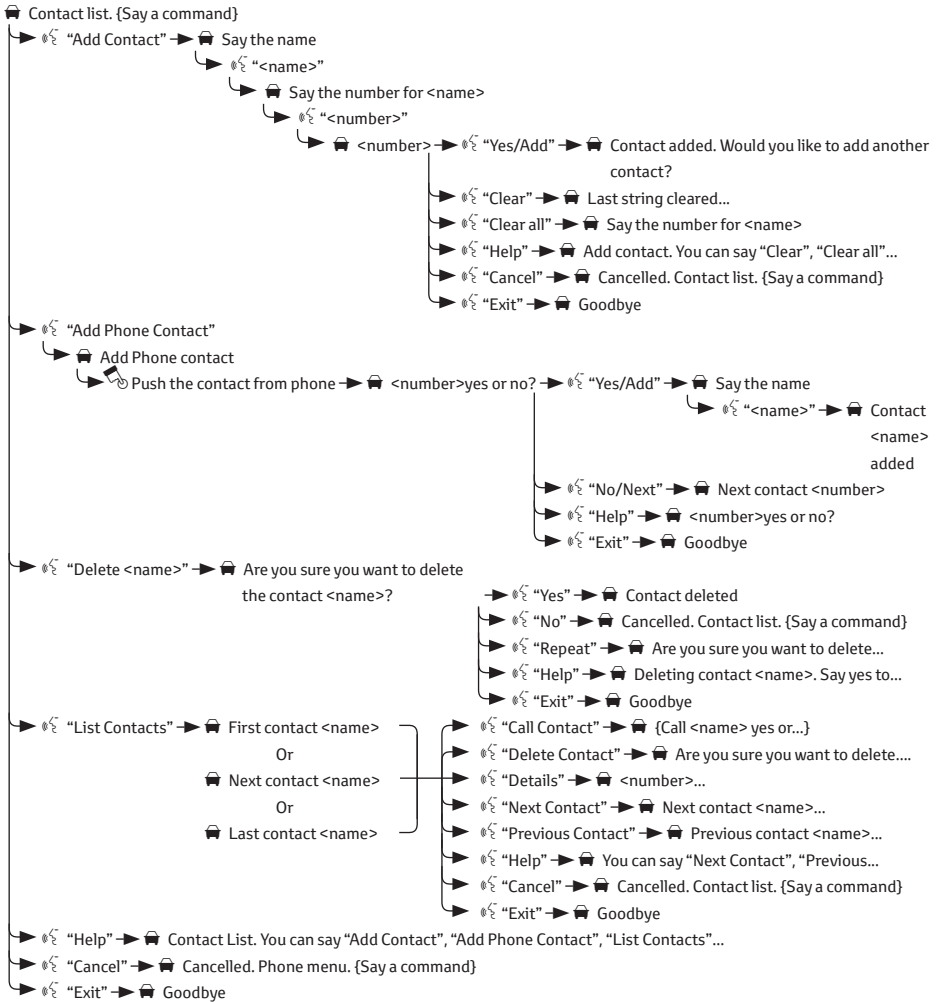 Contact list. {Say a command}
“Add Contact” Say the name
“<name>”
Say the number for <name>
“<number>”
<number> “Yes/Add” Contact added. Would you like to add another
contact?
“Clear” Last string cleared...
“Clear all” Say the number for <name>
“Help” Add contact. You can say “Clear”, “Clear all”...
“Cancel” Cancelled. Contact list. {Say a command}
“Exit” Goodbye
“Add Phone Contact”
Add Phone contact
Push the contact from phone <number>yes or no? “Yes/Add” Say the name
“<name>” Contact
<name>
added
“No/Next” Next contact <number>
“Help” <number>yes or no?
“Exit” Goodbye
“Delete <name>” Are you sure you want to delete
the contact <name>?
“Yes” Contact deleted
“No” Cancelled. Contact list. {Say a command}
“Repeat” Are you sure you want to delete...
“Help” Deleting contact <name>. Say yes to...
“Exit” Goodbye
“List Contacts” First contact <name> “Call Contact” {Call <name> yes or...}
Or “Delete Contact” Are you sure you want to delete....
Next contact <name> “Details” <number>...
Or “Next Contact” Next contact <name>...
Last contact <name> “Previous Contact” Previous contact <name>...
“Help” You can say “Next Contact”, “Previous...
“Cancel” Cancelled. Contact list. {Say a command}
“Exit” Goodbye
“Help” Contact List. You can say “Add Contact”, “Add Phone Contact”, “List Contacts”...
“Cancel” Cancelled. Phone menu. {Say a command}
“Exit” Goodbye